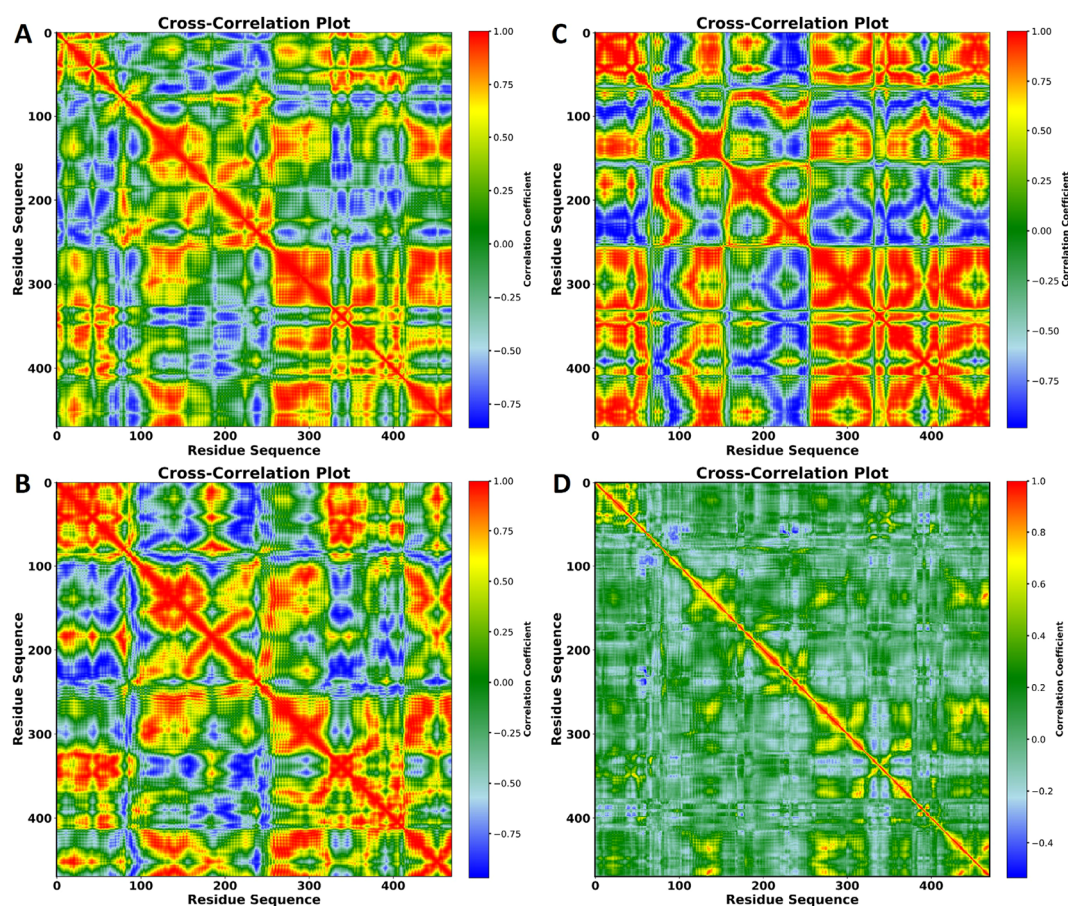 A
Cross-Correlation Plot
0
100
200
300
400
Residue Sequence
0 100 200 300 400
Residue Sequence
1.00
0.75
0.50
0.25
0.00
−0.25
−0.50
−0.75
Correlation Coefficient
C
Cross-Correlation Plot
0
100
200
300
400
Residue Sequence
0 100 200 300 400
Residue Sequence
1.00
0.75
0.50
0.25
0.00
−0.25
−0.50
−0.75
Correlation Coefficient
B
Cross-Correlation Plot
0
100
200
300
400
Residue Sequence
0 100 200 300 400
Residue Sequence
1.00
0.75
0.50
0.25
0.00
−0.25
−0.50
−0.75
Correlation Coefficient
D
Cross-Correlation Plot
0
100
200
300
400
Residue Sequence
0 100 200 300 400
Residue Sequence
1.0
0.8
0.6
0.4
0.2
0.0
−0.2
−0.4
Correlation Coefficient